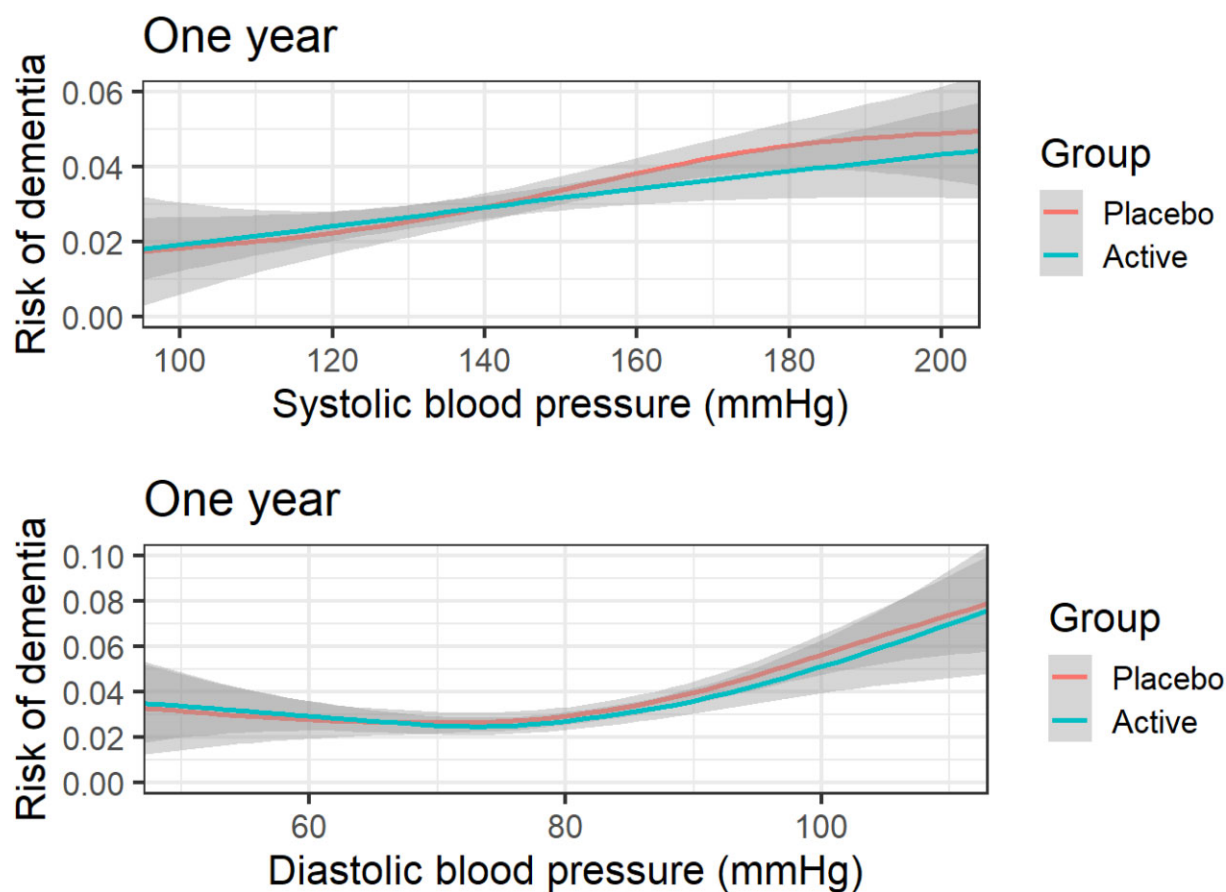 One year
Risk of dementia
0.06
0.04
0.02
0.00
100 120 140 160 180 200
Systolic blood pressure (mmHg)
Group
Placebo
Active
One year
Risk of dementia
0.10
0.08
0.06
0.04
0.02
0.00
60 80 100
Diastolic blood pressure (mmHg)
Group
Placebo
Active